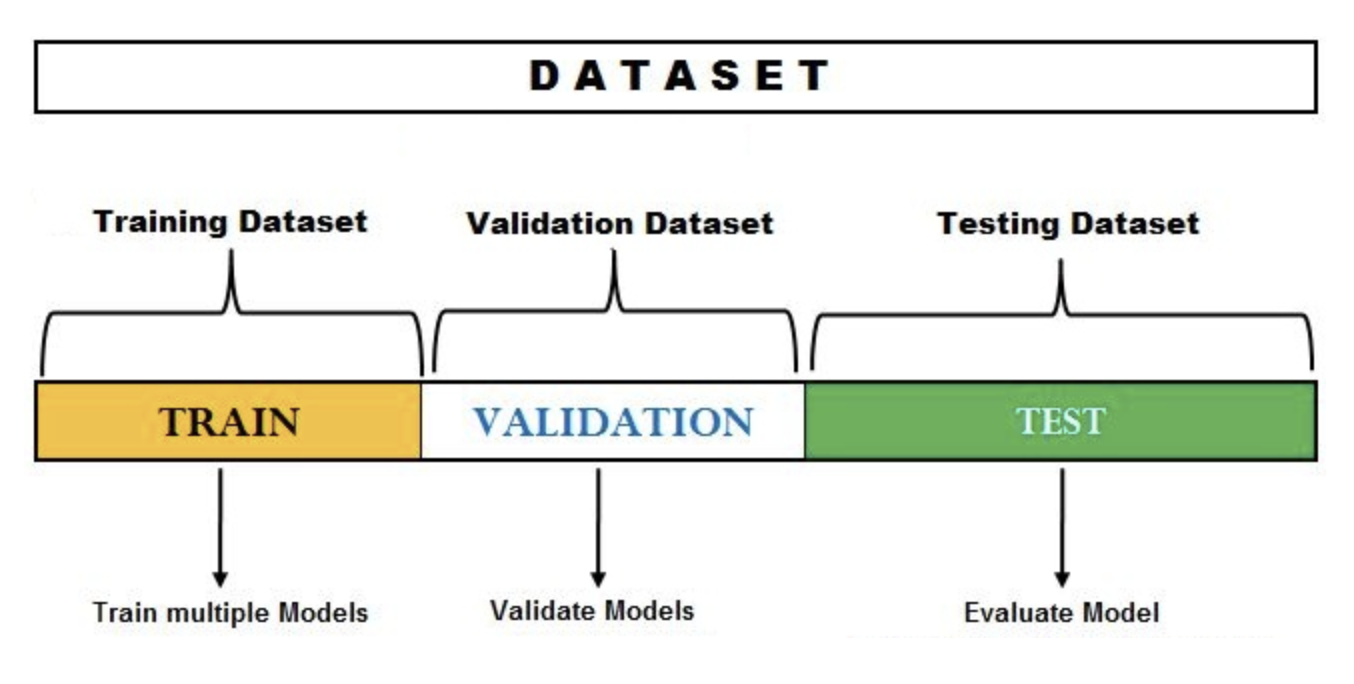 DATASET
Training Dataset
Validation Dataset
Testing Dataset
TRAIN
VALIDATION
TEST
Train multiple Models
Validate Models
Evaluate Model